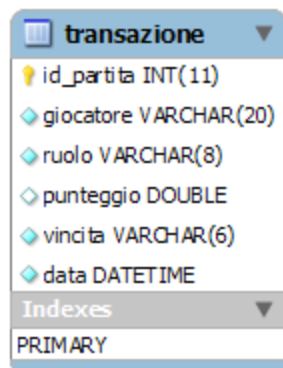 transazione
id_partita INT(11)
giocatore VARCHAR(20)
ruolo VARCHAR(8)
punteggio DOUBLE
vincita VARCHAR(6)
data DATETIME
Indexes
PRIMARY